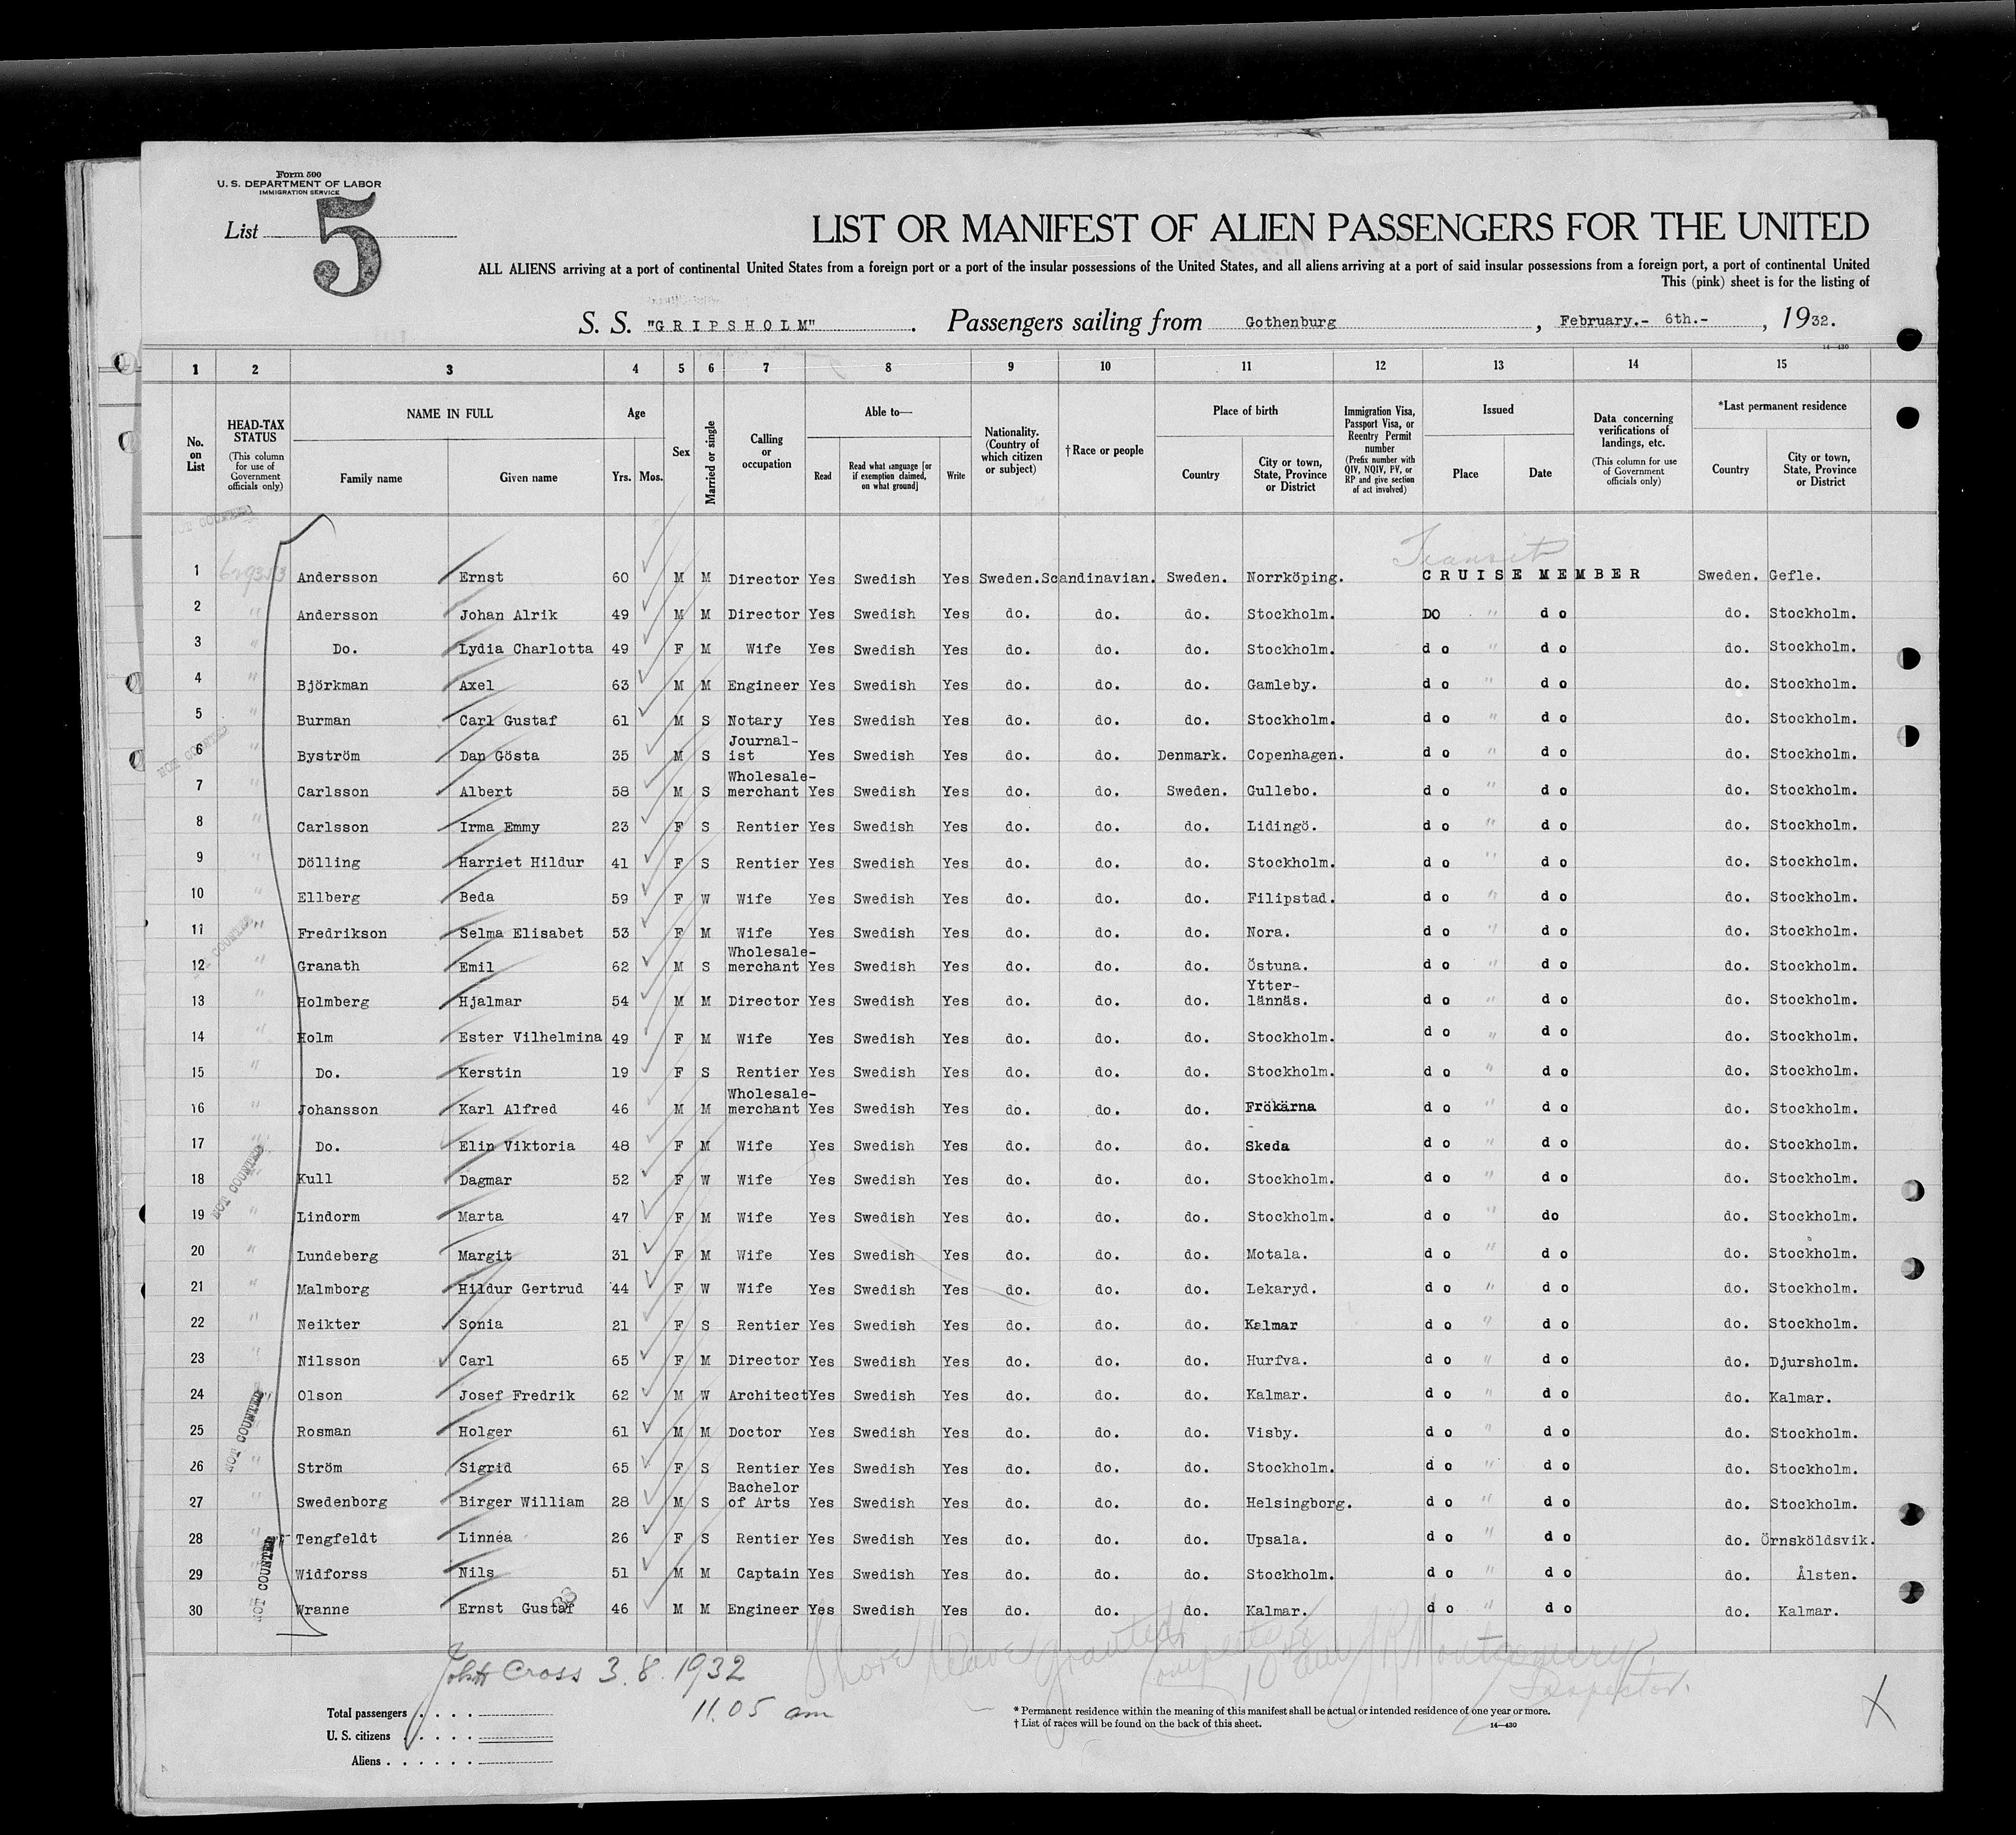 Form 500
U. S. DEPARTMENT OF LABOR
IMMIGRATION SERVICE
List 5
LIST OR MANIFEST OF ALIEN PASSENGERS FOR THE UNITED
ALL ALIENS arriving at a port of continental United States from a foreign port or a port of the insular possessions of the United States, and all aliens arriving at a port of said insular possessions from a foreign port, a port of continental United
This (pink) sheet is for the listing of
S. S. "GRIPSHOLM" . Passengers sailing from Gothenburg , February.- 6th.- , 1932.
14—430
1 2 3 4 5 6 7 8 9 10 11 12 13 14 15
No. on List
HEAD-TAX STATUS (This column for use of Government officials only)
NAME IN FULL
Family name Given name
Age
Yrs. Mos.
Sex
Married or single
Calling or occupation
Able to—
Read
Read what language [or if exemption claimed, on what ground]
Write
Nationality. (Country of which citizen or subject)
†Race or people
Place of birth
Country
City or town, State, Province or District
Immigration Visa, Passport Visa, or Reentry Permit number (Prefix number with QIV, NQIV, PV, or RP and give section of act involved)
Issued
Place Date
Data concerning verifications of landings, etc. (This column for use of Government officials only)
*Last permanent residence
Country
City or town, State, Province or District
NOT COUNTED
Transit
1 Andersson Ernst 60 M M Director Yes Swedish Yes Sweden. Scandinavian. Sweden. Norrköping. CRUISE MEMBER Sweden. Gefle.
2 " Andersson Johan Alrik 49 M M Director Yes Swedish Yes do. do. do. Stockholm. DO " do do. Stockholm.
3 " Do. Lydia Charlotta 49 F M Wife Yes Swedish Yes do. do. do. Stockholm. do " do do. Stockholm.
4 " Björkman Axel 63 M M Engineer Yes Swedish Yes do. do. do. Gamleby. do " do do. Stockholm.
5 " Burman Carl Gustaf 61 M S Notary Yes Swedish Yes do. do. do. Stockholm. do " do do. Stockholm.
NOT COUNTED
6 " Byström Dan Gösta 35 M S Journal-ist Yes Swedish Yes do. do. Denmark. Copenhagen. do " do do. Stockholm.
7 " Carlsson Albert 58 M S Wholesale-merchant Yes Swedish Yes do. do. Sweden. Gullebo. do " do do. Stockholm.
8 " Carlsson Irma Emmy 23 F S Rentier Yes Swedish Yes do. do. do. Lidingö. do " do do. Stockholm.
9 " Dölling Harriet Hildur 41 F S Rentier Yes Swedish Yes do. do. do. Stockholm. do " do do. Stockholm.
10 " Ellberg Beda 59 F W Wife Yes Swedish Yes do. do. do. Filipstad. do " do do. Stockholm.
11 " Fredrikson Selma Elisabet 53 F M Wife Yes Swedish Yes do. do. do. Nora. do " do do. Stockholm.
NOT COUNTED
12 " Granath Emil 62 M S Wholesale-merchant Yes Swedish Yes do. do. do. Östuna. do " do do. Stockholm.
13 " Holmberg Hjalmar 54 M M Director Yes Swedish Yes do. do. do. Ytter-lännäs. do " do do. Stockholm.
14 " Holm Ester Vilhelmina 49 F M Wife Yes Swedish Yes do. do. do. Stockholm. do " do do. Stockholm.
15 " Do. Kerstin 19 F S Rentier Yes Swedish Yes do. do. do. Stockholm. do " do do. Stockholm.
16 " Johansson Karl Alfred 46 M M Wholesale-merchant Yes Swedish Yes do. do. do. Frökärna do " do do. Stockholm.
17 " Do. Elin Viktoria 48 F M Wife Yes Swedish Yes do. do. do. Skeda do " do do. Stockholm.
NOT COUNTED
18 " Kull Dagmar 52 F W Wife Yes Swedish Yes do. do. do. Stockholm. do " do do. Stockholm.
19 " Lindorm Marta 47 F M Wife Yes Swedish Yes do. do. do. Stockholm. do " do do. Stockholm.
20 " Lundeberg Margit 31 F M Wife Yes Swedish Yes do. do. do. Motala. do " do do. Stockholm.
21 " Malmborg Hildur Gertrud 44 F W Wife Yes Swedish Yes do. do. do. Lekaryd. do " do do. Stockholm.
22 " Neikter Sonia 21 F S Rentier Yes Swedish Yes do. do. do. Kalmar do " do do. Stockholm.
23 " Nilsson Carl 65 F M Director Yes Swedish Yes do. do. do. Hurfva. do " do do. Djursholm.
24 " Olson Josef Fredrik 62 M W Architect Yes Swedish Yes do. do. do. Kalmar. do " do do. Kalmar.
NOT COUNTED
25 " Rosman Holger 61 M M Doctor Yes Swedish Yes do. do. do. Visby. do " do do. Stockholm.
26 " Ström Sigrid 65 F S Rentier Yes Swedish Yes do. do. do. Stockholm. do " do do. Stockholm.
27 " Swedenborg Birger William 28 M S Bachelor of Arts Yes Swedish Yes do. do. do. Helsingborg. do " do do. Stockholm.
28 " Tengfeldt Linnéa 26 F S Rentier Yes Swedish Yes do. do. do. Upsala. do " do do. Örnsköldsvik.
NOT COUNTED
29 Widforss Nils 51 M M Captain Yes Swedish Yes do. do. do. Stockholm. do " do do. Ålsten.
30 Wranne Ernst Gustaf 46 M M Engineer Yes Swedish Yes do. do. do. Kalmar. do " do do. Kalmar.
Shore leave granted
J R Montgomery
Inspector.
Cross 3.8.1932
11.05 am
Total passengers . . . .
U. S. citizens . . . . .
Aliens . . . . . .
* Permanent residence within the meaning of this manifest shall be actual or intended residence of one year or more.
† List of races will be found on the back of this sheet.
14—430
X